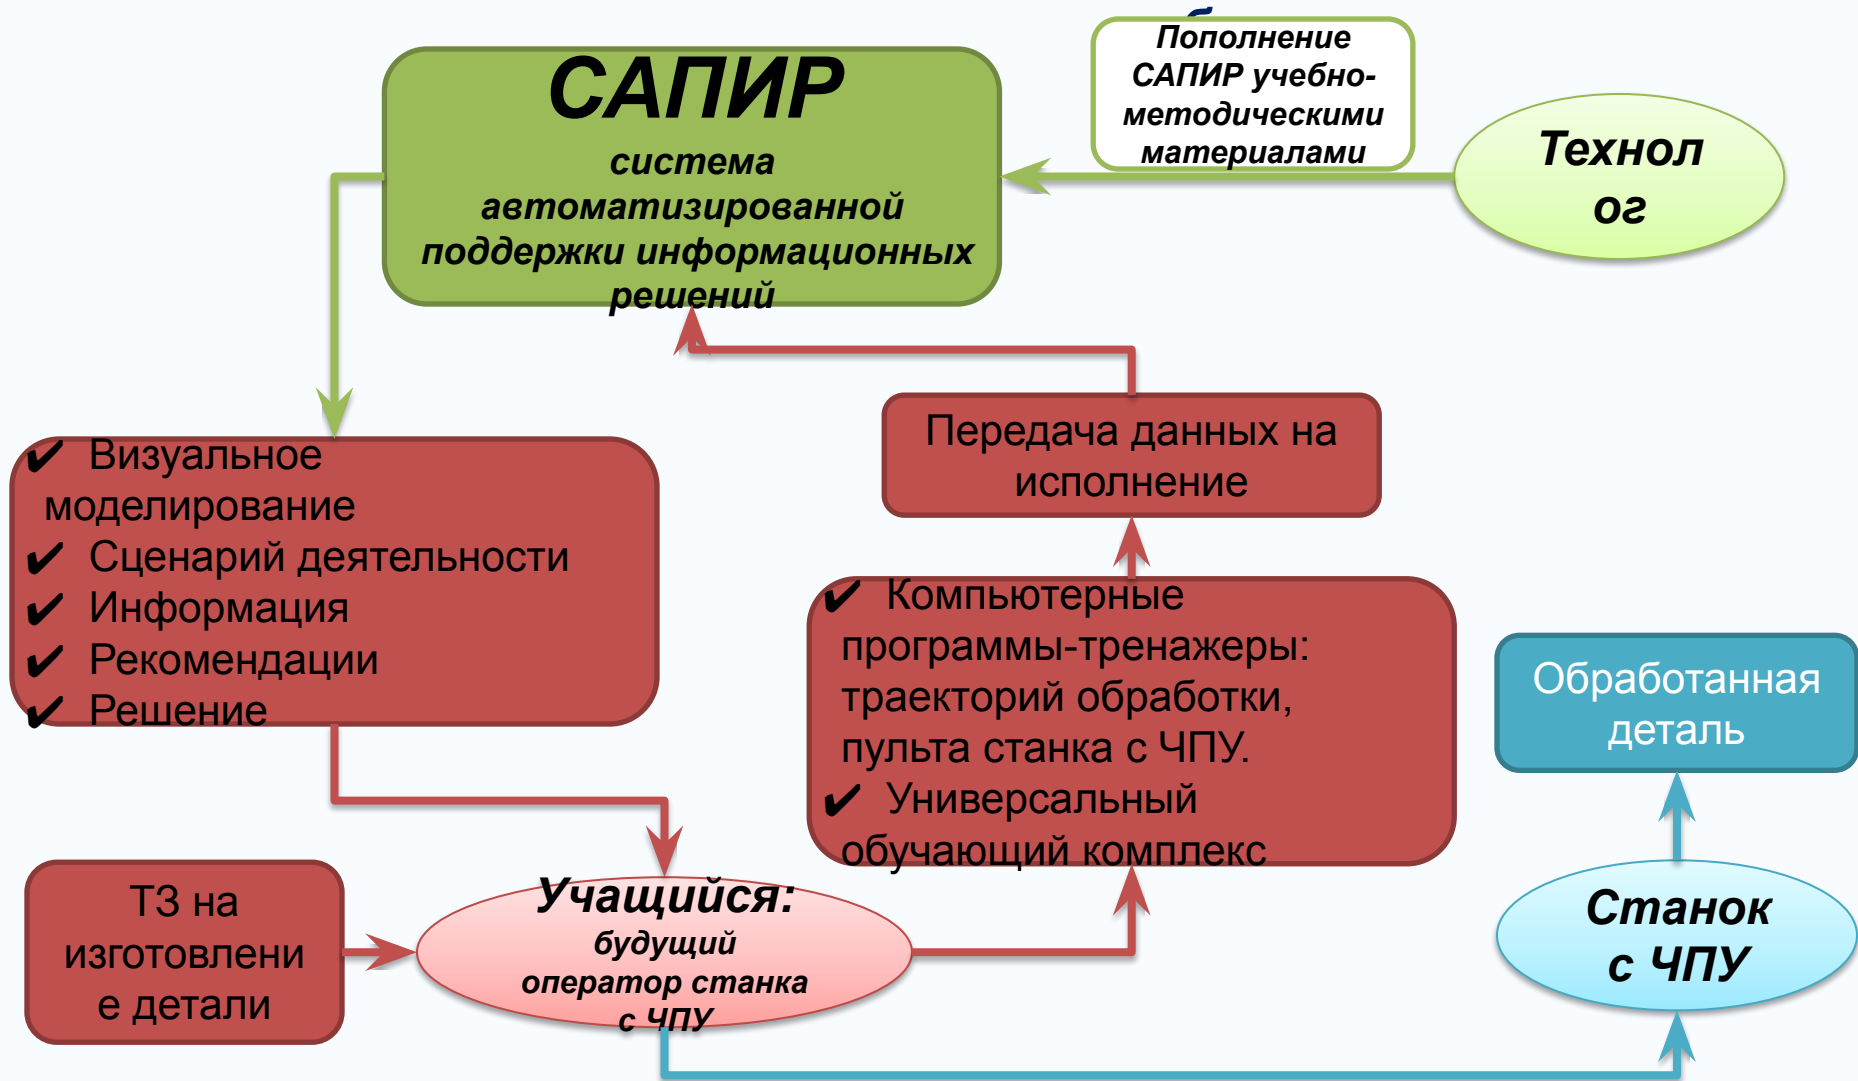 САПИР
система
автоматизированной
поддержки информационных
решений
Пополнение
САПИР учебно-
методическими
материалами
Технол
ог
✔ Визуальное
моделирование
✔ Сценарий деятельности
✔ Информация
✔ Рекомендации
✔ Решение
Передача данных на
исполнение
✔ Компьютерные
программы-тренажеры:
траекторий обработки,
пульта станка с ЧПУ.
✔ Универсальный
обучающий комплекс
Обработанная
деталь
ТЗ на
изготовлени
е детали
Учащийся:
будущий
оператор станка
с ЧПУ
Станок
с ЧПУ